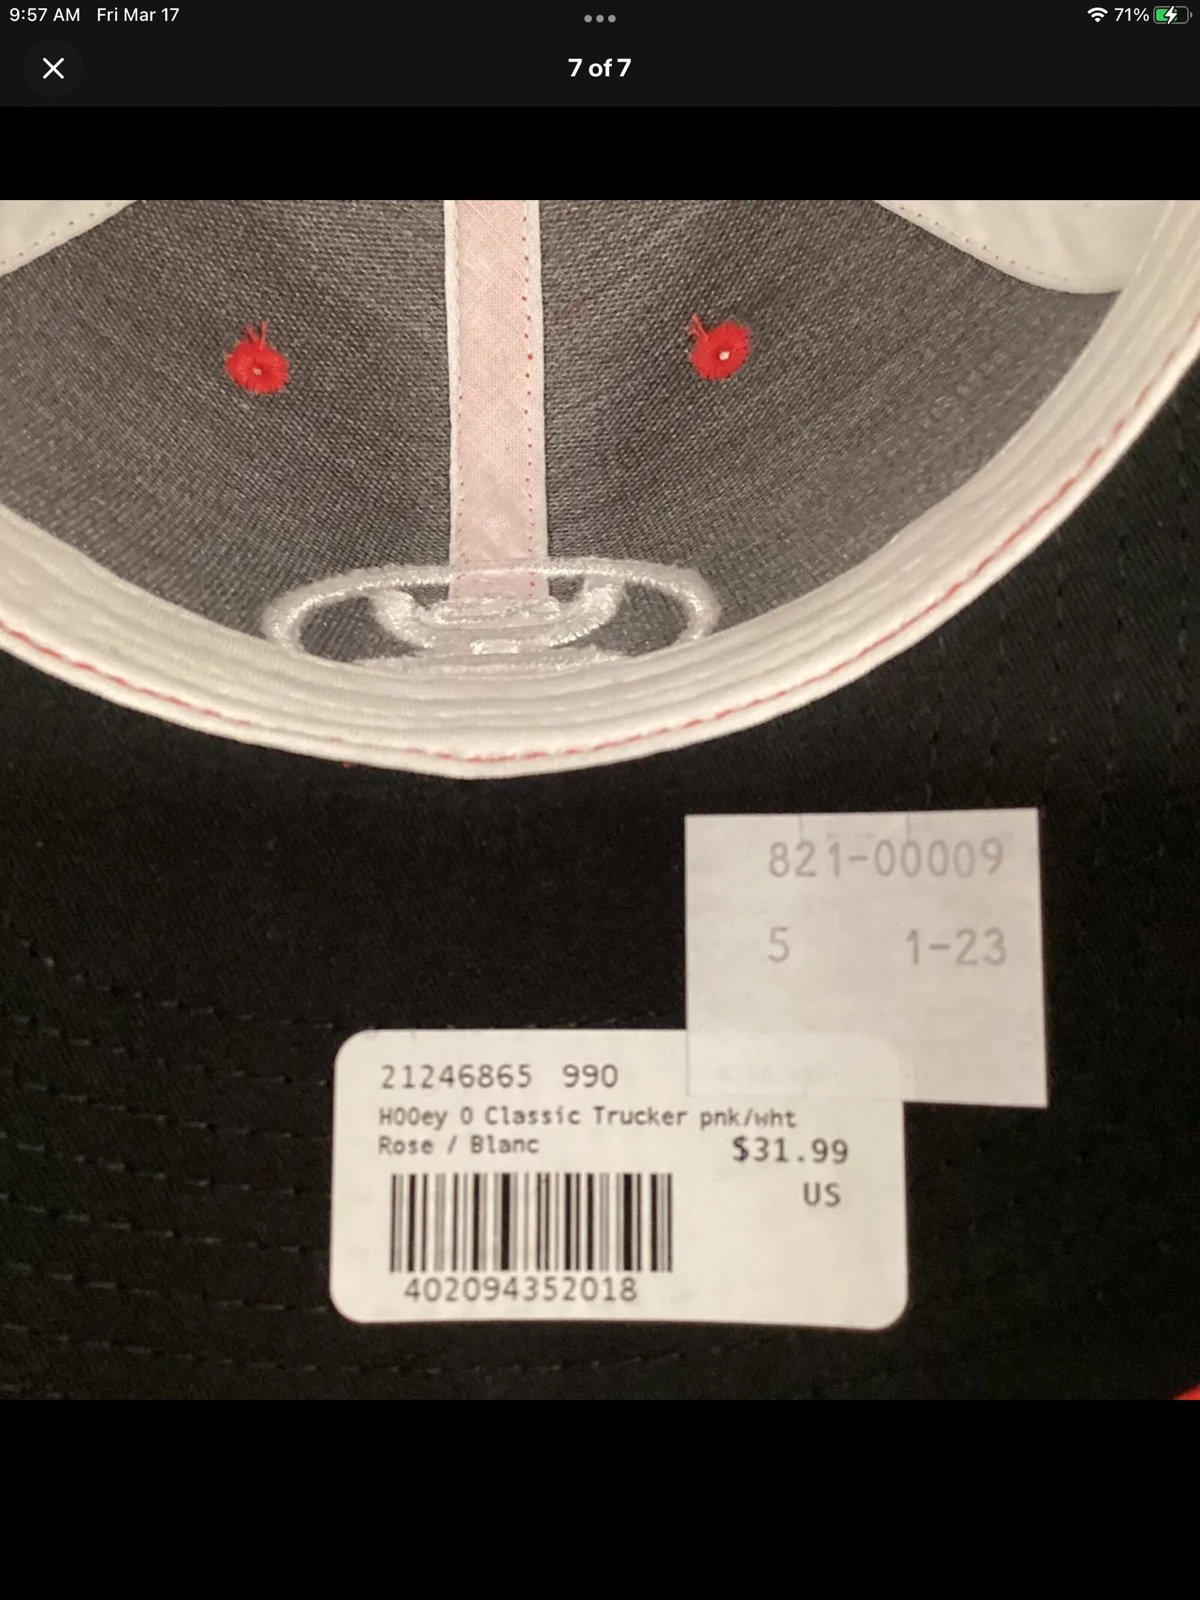 9:57 AM Fri Mar 17
71%
7 of 7
821-00009
5 1-23
21246865 990
HOOey O Classic Trucker pnk/wht
Rose / Blanc
$31.99
US
402094352018